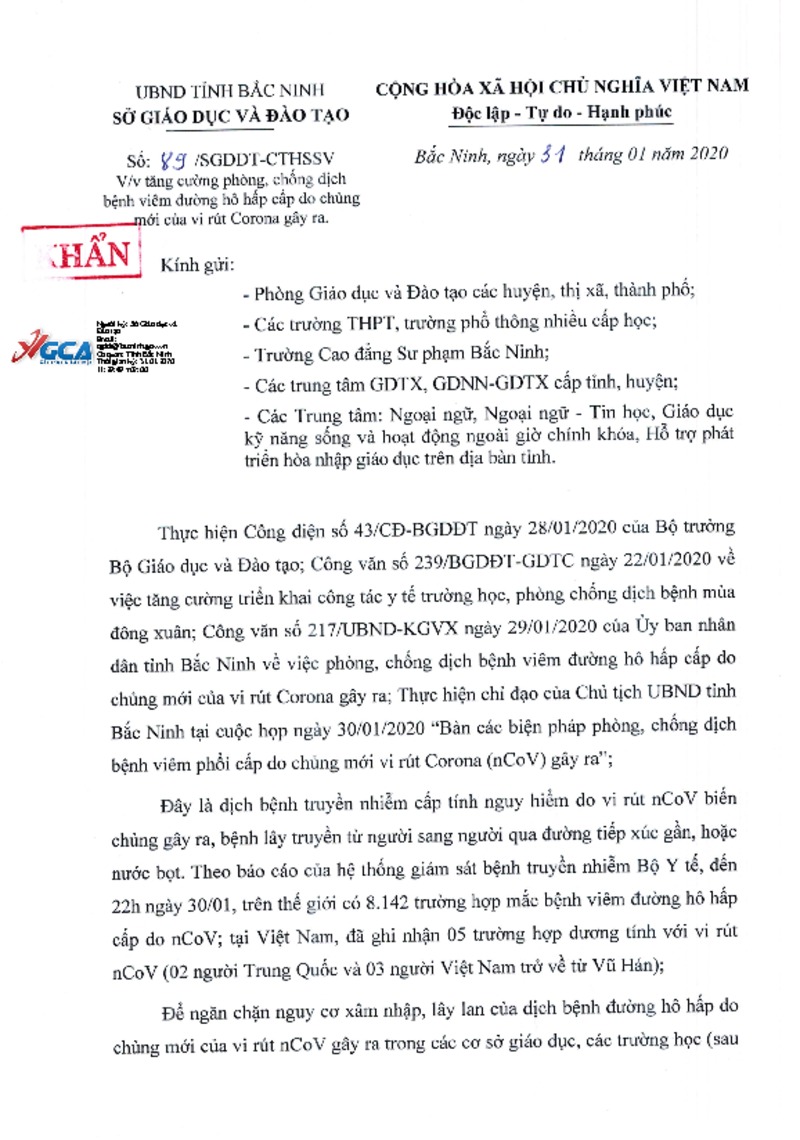 UBND TỈNH BẮC NINH
SỞ GIÁO DỤC VÀ ĐÀO TẠO
CỘNG HÒA XÃ HỘI CHỦ NGHĨA VIỆT NAM
Độc lập - Tự do - Hạnh phúc
Số: 89 /SGDĐT-CTHSSV
Bắc Ninh, ngày 31 tháng 01 năm 2020
V/v tăng cường phòng, chống dịch
bệnh viêm đường hô hấp cấp do chủng
mới của vi rút Corona gây ra.
KHẨN
Kính gửi:
- Phòng Giáo dục và Đào tạo các huyện, thị xã, thành phố;
- Các trường THPT, trường phổ thông nhiều cấp học;
- Trường Cao đẳng Sư phạm Bắc Ninh;
- Các trung tâm GDTX, GDNN-GDTX cấp tỉnh, huyện;
- Các Trung tâm: Ngoại ngữ, Ngoại ngữ - Tin học, Giáo dục
kỹ năng sống và hoạt động ngoài giờ chính khóa, Hỗ trợ phát
triển hòa nhập giáo dục trên địa bàn tỉnh.
GCA
Người ký: Sở Giáo dục và
Đào tạo
Email:
Cơ quan: Tỉnh Bắc Ninh
Thời gian ký: 31.01.2020
Thực hiện Công điện số 43/CĐ-BGDĐT ngày 28/01/2020 của Bộ trưởng
Bộ Giáo dục và Đào tạo; Công văn số 239/BGDĐT-GDTC ngày 22/01/2020 về
việc tăng cường triển khai công tác y tế trường học, phòng chống dịch bệnh mùa
đông xuân; Công văn số 217/UBND-KGVX ngày 29/01/2020 của Ủy ban nhân
dân tỉnh Bắc Ninh về việc phòng, chống dịch bệnh viêm đường hô hấp cấp do
chủng mới của vi rút Corona gây ra; Thực hiện chỉ đạo của Chủ tịch UBND tỉnh
Bắc Ninh tại cuộc họp ngày 30/01/2020 “Bàn các biện pháp phòng, chống dịch
bệnh viêm phổi cấp do chủng mới vi rút Corona (nCoV) gây ra”;
Đây là dịch bệnh truyền nhiễm cấp tính nguy hiểm do vi rút nCoV biến
chủng gây ra, bệnh lây truyền từ người sang người qua đường tiếp xúc gần, hoặc
nước bọt. Theo báo cáo của hệ thống giám sát bệnh truyền nhiễm Bộ Y tế, đến
22h ngày 30/01, trên thế giới có 8.142 trường hợp mắc bệnh viêm đường hô hấp
cấp do nCoV; tại Việt Nam, đã ghi nhận 05 trường hợp dương tính với vi rút
nCoV (02 người Trung Quốc và 03 người Việt Nam trở về từ Vũ Hán);
Để ngăn chặn nguy cơ xâm nhập, lây lan của dịch bệnh đường hô hấp do
chủng mới của vi rút nCoV gây ra trong các cơ sở giáo dục, các trường học (sau